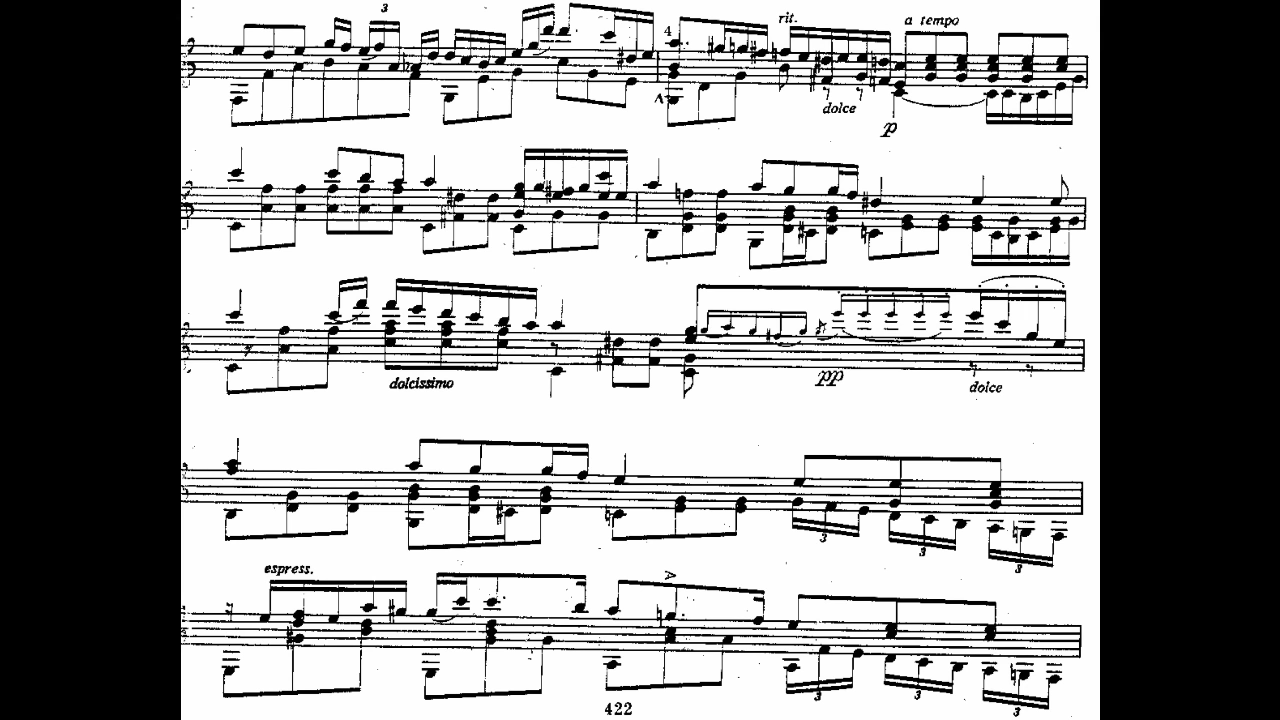 3
4 rit. a tempo
dolce
p
dolcissimo pp dolce
3 3 3
espress.
3 3 3
422